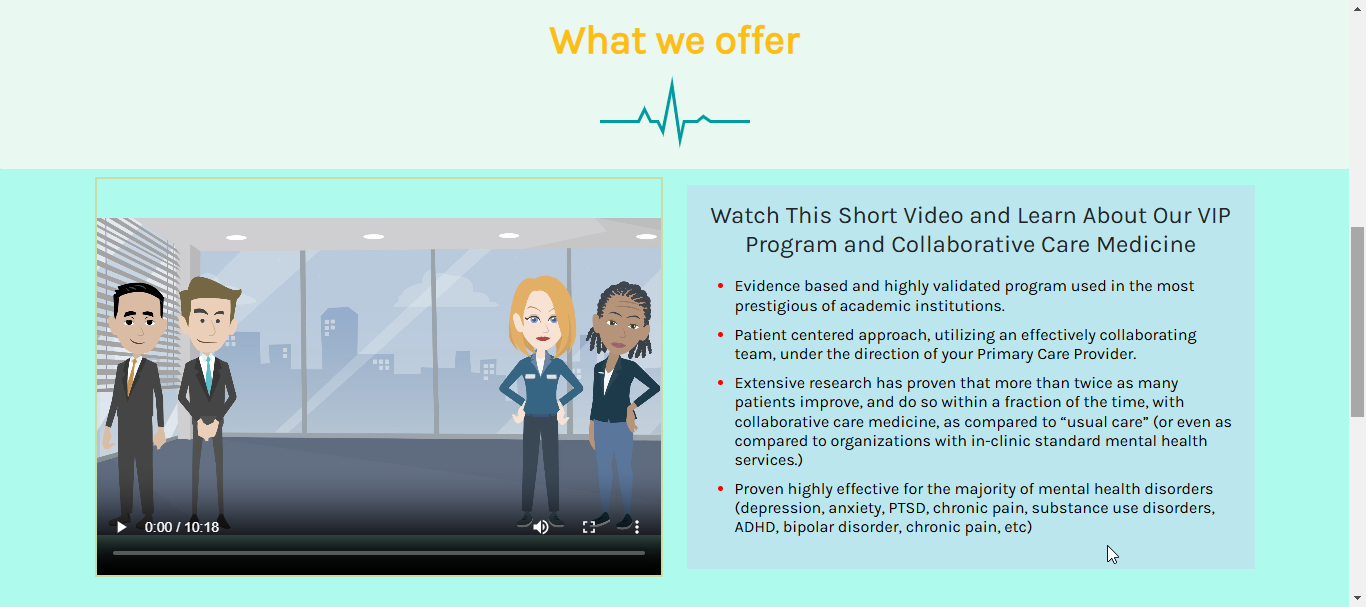 What we offer
Watch This Short Video and Learn About Our VIP
Program and Collaborative Care Medicine
Evidence based and highly validated program used in the most
prestigious of academic institutions.
Patient centered approach, utilizing an effectively collaborating
team, under the direction of your Primary Care Provider.
Extensive research has proven that more than twice as many
patients improve, and do so within a fraction of the time, with
collaborative care medicine, as compared to “usual care” (or even as
compared to organizations with in-clinic standard mental health
services.)
Proven highly effective for the majority of mental health disorders
(depression, anxiety, PTSD, chronic pain, substance use disorders,
ADHD, bipolar disorder, chronic pain, etc)
0:00 / 10:18